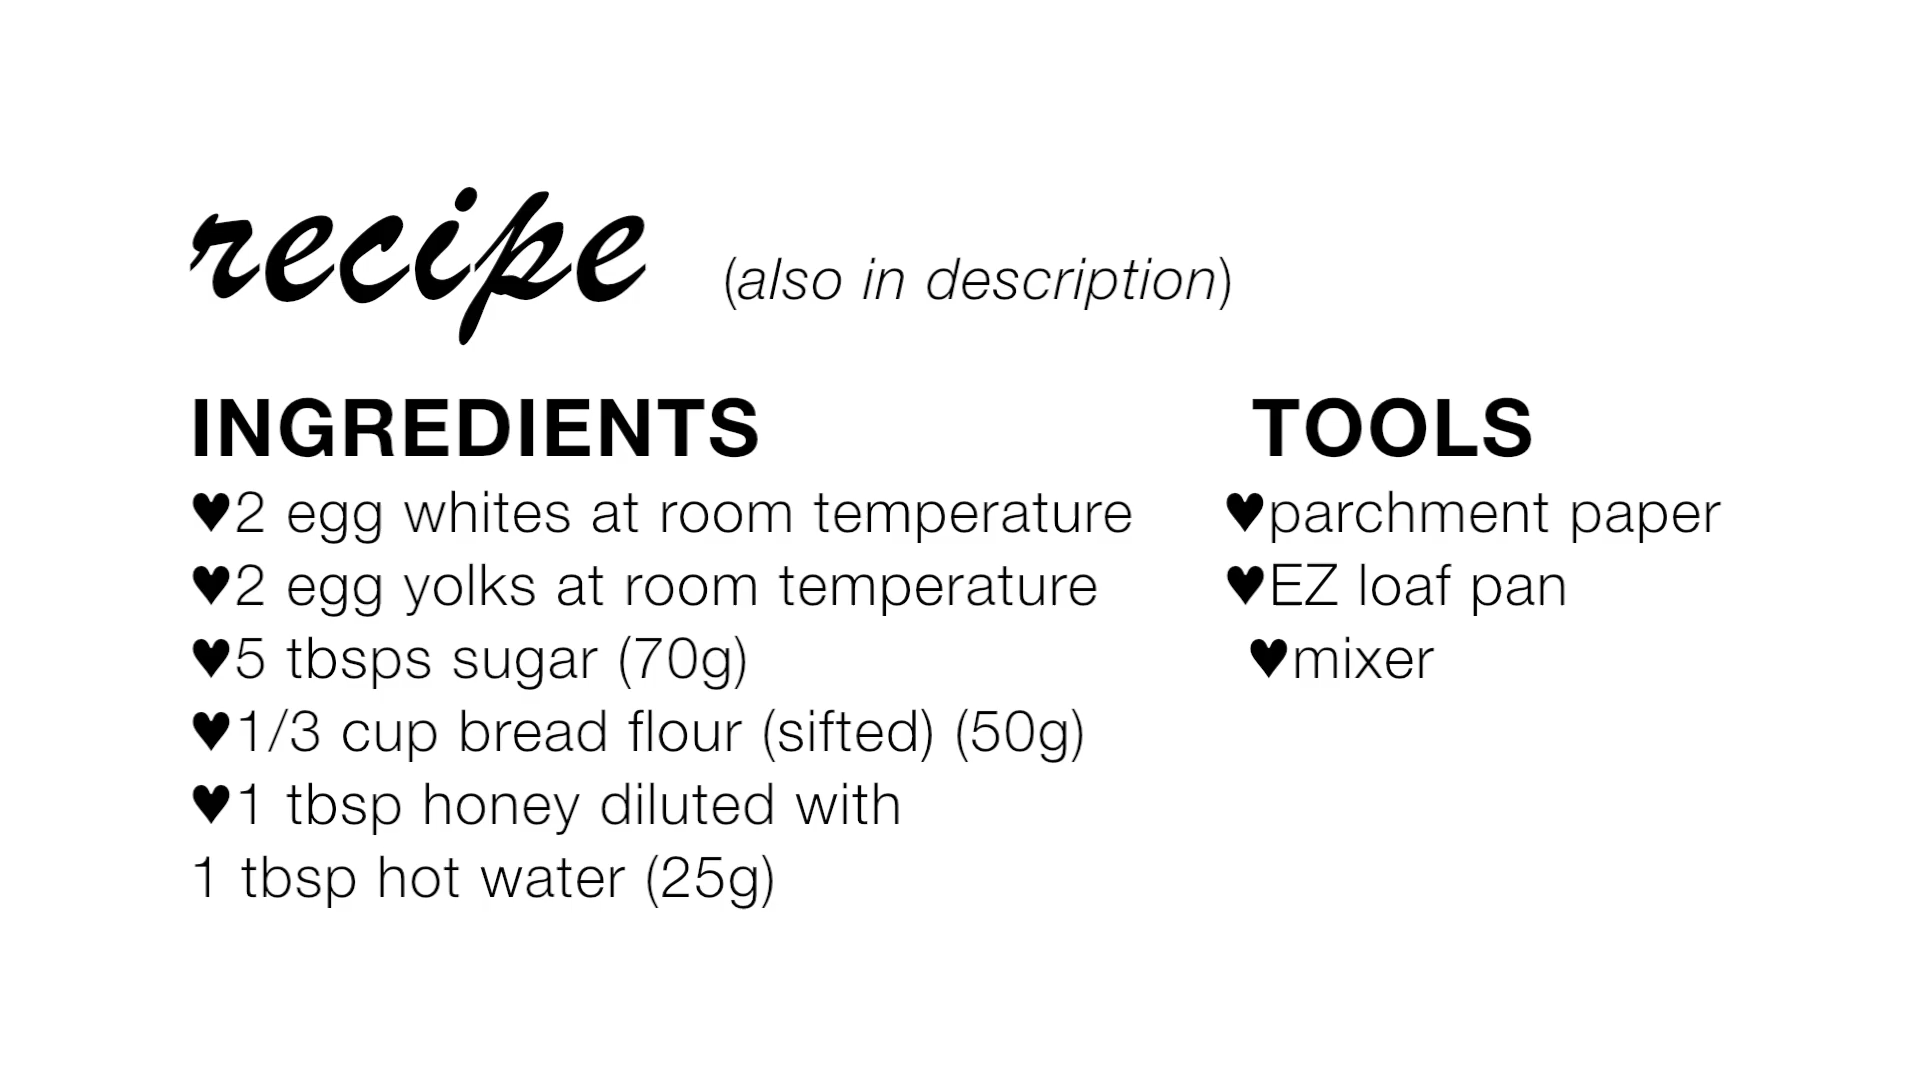 recipe (also in description)
INGREDIENTS
♥2 egg whites at room temperature
♥2 egg yolks at room temperature
♥5 tbsps sugar (70g)
♥1/3 cup bread flour (sifted) (50g)
♥1 tbsp honey diluted with
1 tbsp hot water (25g)
TOOLS
♥parchment paper
♥EZ loaf pan
♥mixer